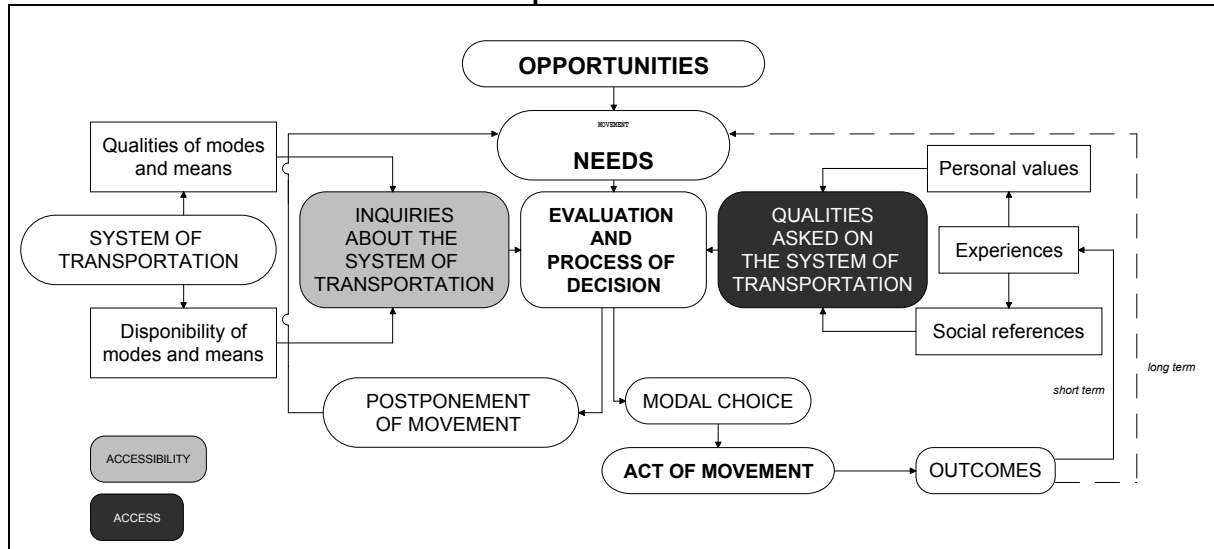 OPPORTUNITIES
MOVEMENT
NEEDS
Qualities of modes
and means
SYSTEM OF
TRANSPORTATION
Disponibility of
modes and means
INQUIRIES
ABOUT THE
SYSTEM OF
TRANSPORTATION
EVALUATION
AND
PROCESS OF
DECISION
QUALITIES
ASKED ON
THE SYSTEM OF
TRANSPORTATION
Personal values
Experiences
Social references
long term
short term
POSTPONEMENT
OF MOVEMENT
MODAL CHOICE
ACT OF MOVEMENT
OUTCOMES
ACCESSIBILITY
ACCESS